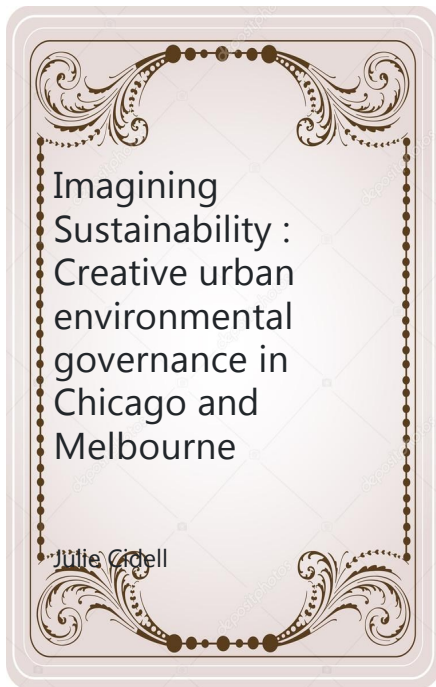 Imagining
Sustainability :
Creative urban
environmental
governance in
Chicago and
Melbourne
Julie Cidell